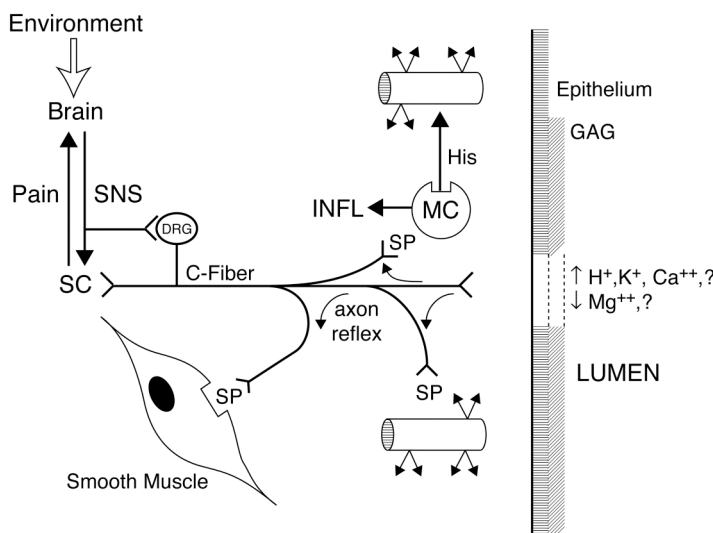 Environment
Brain
Pain
SNS
DRG
SC
C-Fiber
axon
reflex
SP
SP
SP
Smooth Muscle
His
INFL
MC
Epithelium
GAG
↑ H⁺,K⁺, Ca⁺⁺,?
↓ Mg⁺⁺,?
LUMEN